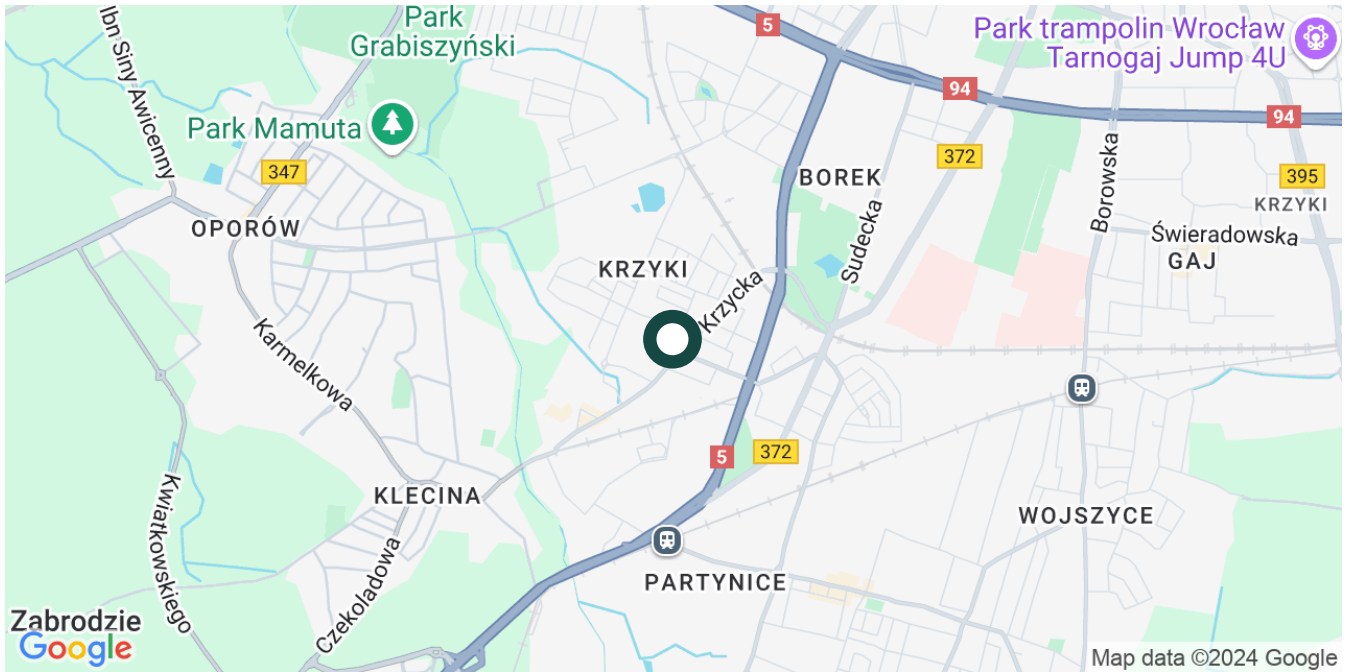 Park
Grabiszyński
5
Park trampolin Wrocław
Tarnogaj Jump 4U
Ibn Siny Awicenny
94
94
Park Mamuta
347
372
395
BOREK
KRZYKI
Borowska
OPORÓW
Sudecka
Świeradowska
GAJ
KRZYKI
Krzycka
Karmelkowa
5
372
KLECINA
Kwiatkowskiego
WOJSZYCE
Czekoladowa
PARTYNICE
Zabrodzie
Google
Map data ©2024 Google